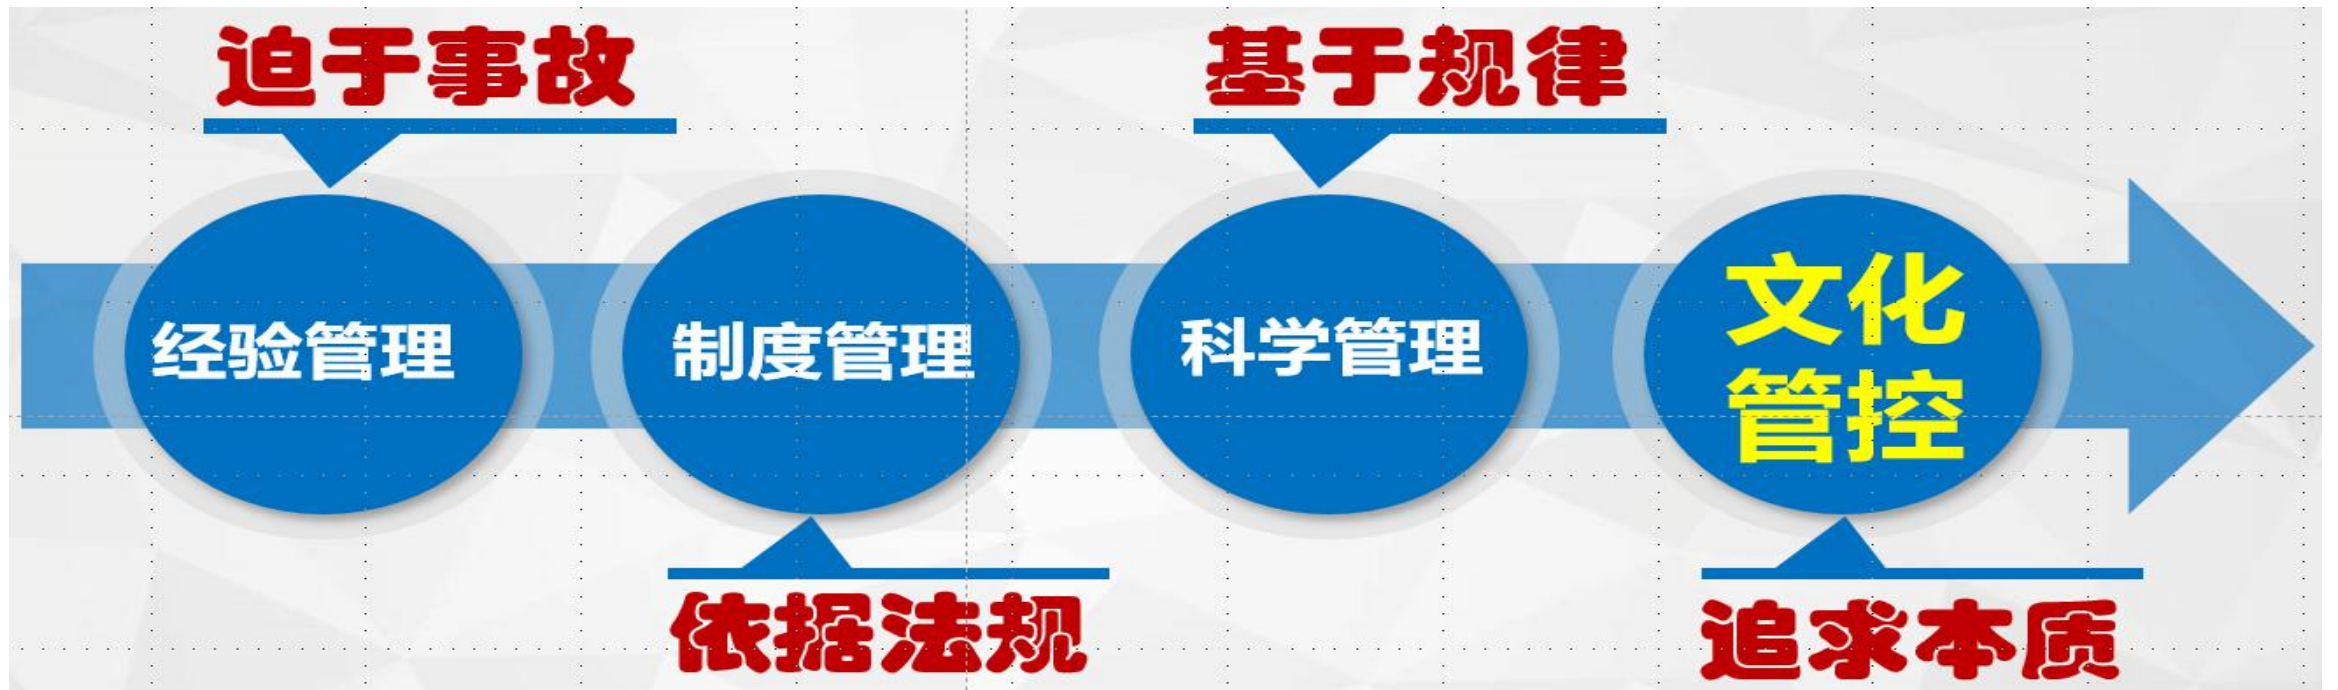 迫于事故
基于规律
经验管理
制度管理
科学管理
文化
管控
依据法规
追求本质